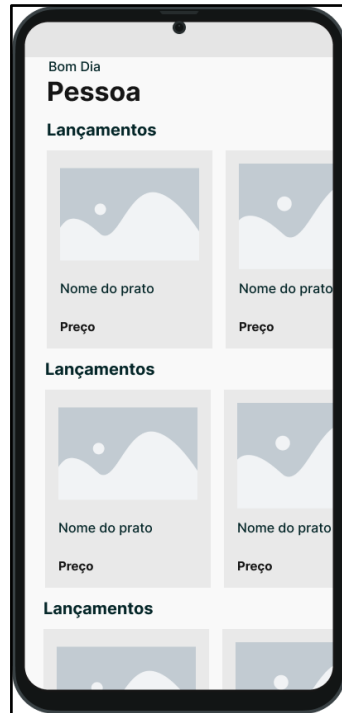 Bom Dia
Pessoa
Lançamentos
Nome do prato
Nome do prato
Preço
Preço
Lançamentos
Nome do prato
Nome do prato
Preço
Preço
Lançamentos